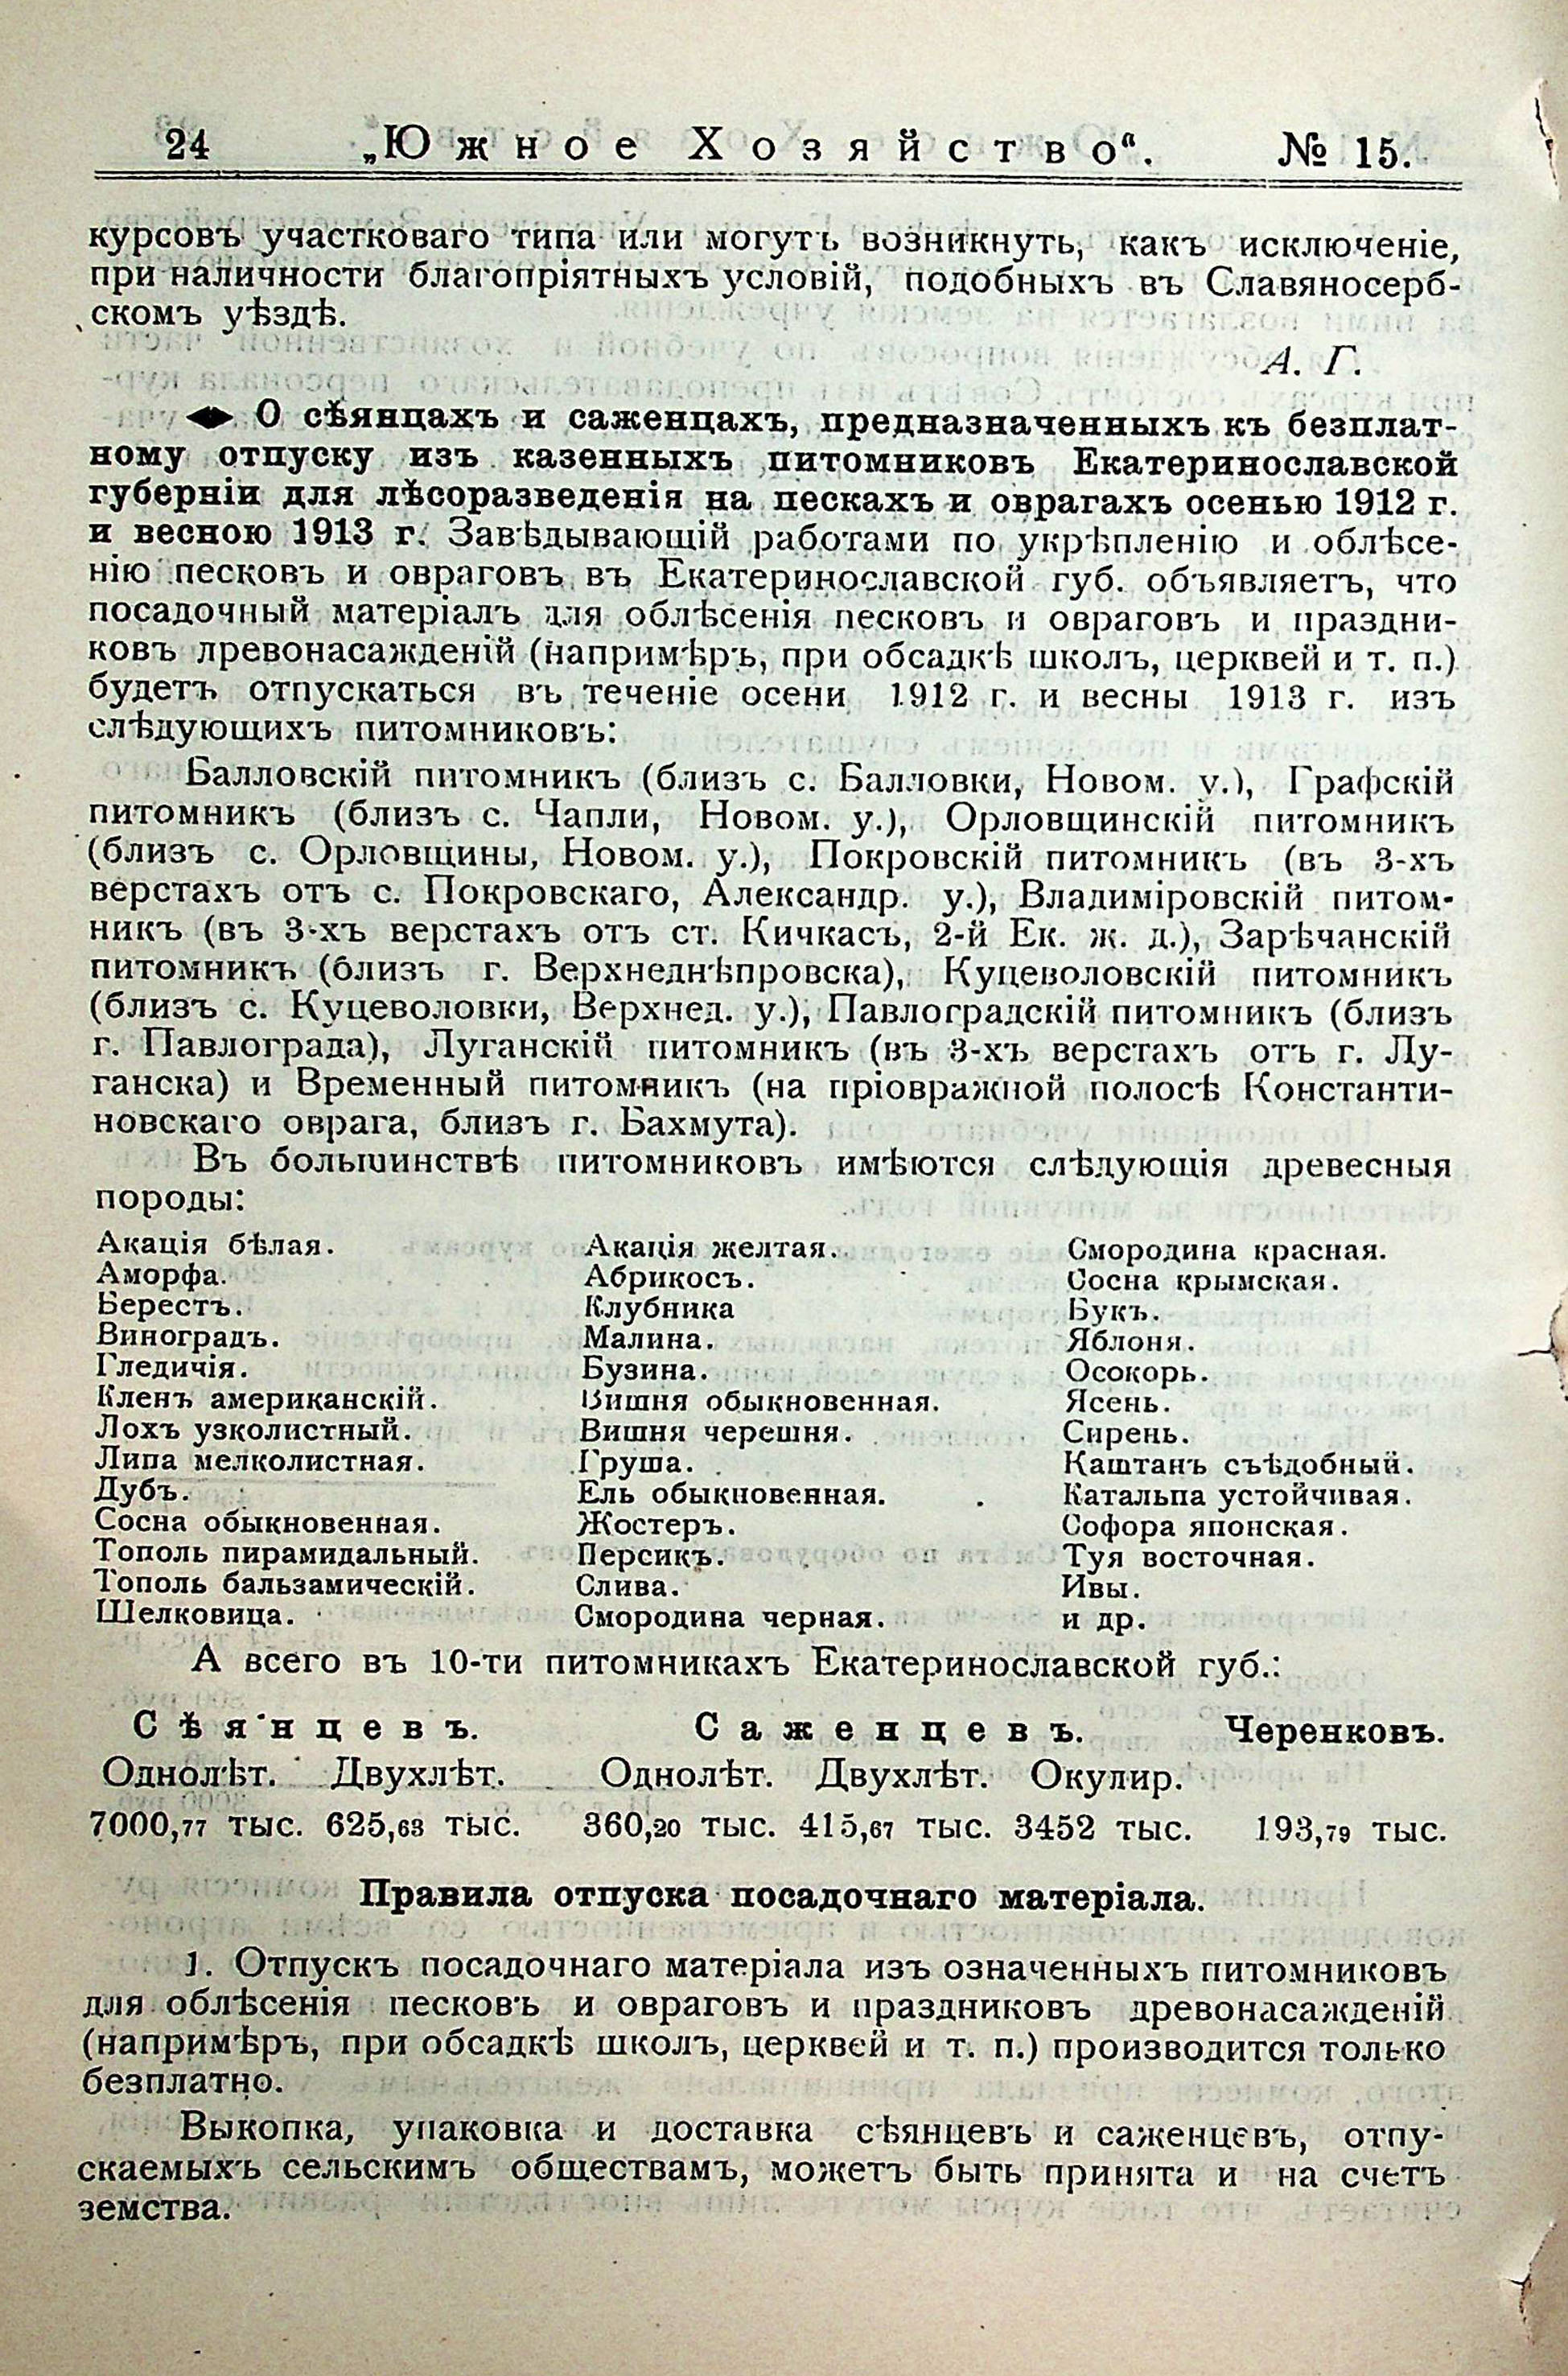 24 „Южное Хозяйство“. № 15.
курсовъ участковаго типа или могутъ возникнуть, какъ исключеніе,
при наличности благопріятныхъ условій, подобныхъ въ Славяносерб-
скомъ уѣздѣ.
А. Г.
О сѣянцахъ и саженцахъ, предназначенныхъ къ безплат-
ному отпуску изъ казенныхъ питомниковъ Екатеринославской
губерніи для лѣсоразведенія на пескахъ и оврагахъ осенью 1912 г.
и весною 1913 г. Завѣдывающій работами по укрѣпленію и облѣсе-
нію песковъ и овраговъ въ Екатеринославской губ. объявляетъ, что
посадочный матеріалъ для облѣсенія песковъ и овраговъ и праздни-
ковъ древонасажденій (напримѣръ, при обсадкѣ школъ, церквей и т. п.)
будетъ отпускаться въ теченіе осени 1912 г. и весны 1913 г. изъ
слѣдующихъ питомниковъ:
Балловскій питомникъ (близъ с. Балловки, Новом. у.), Графскій
питомникъ (близъ с. Чапли, Новом. у.), Орловщинскій питомникъ
(близъ с. Орловщины, Новом. у.), Покровскій питомникъ (въ 3-хъ
верстахъ отъ с. Покровскаго, Александр. у.), Владиміровскій питом-
никъ (въ 3-хъ верстахъ отъ ст. Кичкасъ, 2-й Ек. ж. д.), Зарѣчанскій
питомникъ (близъ г. Верхнеднѣпровска), Куцеволовскій питомникъ
(близъ с. Куцеволовки, Верхнед. у.), Павлоградскій питомникъ (близъ
г. Павлограда), Луганскій питомникъ (въ 3-хъ верстахъ отъ г. Лу-
ганска) и Временный питомникъ (на пріовражной полосѣ Константи-
новскаго оврага, близъ г. Бахмута).
Въ большинствѣ питомниковъ имѣются слѣдующія древесныя
породы:
Акація бѣлая. Акація желтая. Смородина красная.
Аморфа. Абрикосъ. Сосна крымская.
Берестъ. Клубника Букъ.
Виноградъ. Малина. Яблоня.
Гледичія. Бузина. Осокорь.
Кленъ американскій. Вишня обыкновенная. Ясень.
Лохъ узколистный. Вишня черешня. Сирень.
Липа мелколистная. Груша. Каштанъ съѣдобный.
Дубъ. Ель обыкновенная. Катальпа устойчивая.
Сосна обыкновенная. Жостеръ. Софора японская.
Тополь пирамидальный. Персикъ. Туя восточная.
Тополь бальзамическій. Слива. Ивы.
Шелковица. Смородина черная. и др.
А всего въ 10-ти питомникахъ Екатеринославской губ.:
Сѣянцевъ. Саженцевъ. Черенковъ.
Однолѣт. Двухлѣт. Однолѣт. Двухлѣт. Окулир.
7000,77 тыс. 625,63 тыс. 360,20 тыс. 415,67 тыс. 3452 тыс. 193,79 тыс.
Правила отпуска посадочнаго матеріала.
1. Отпускъ посадочнаго матеріала изъ означенныхъ питомниковъ
для облѣсенія песковъ и овраговъ и праздниковъ древонасажденій
(напримѣръ, при обсадкѣ школъ, церквей и т. п.) производится только
безплатно.
Выкопка, упаковка и доставка сѣянцевъ и саженцевъ, отпу-
скаемыхъ сельскимъ обществамъ, можетъ быть принята и на счетъ
земства.